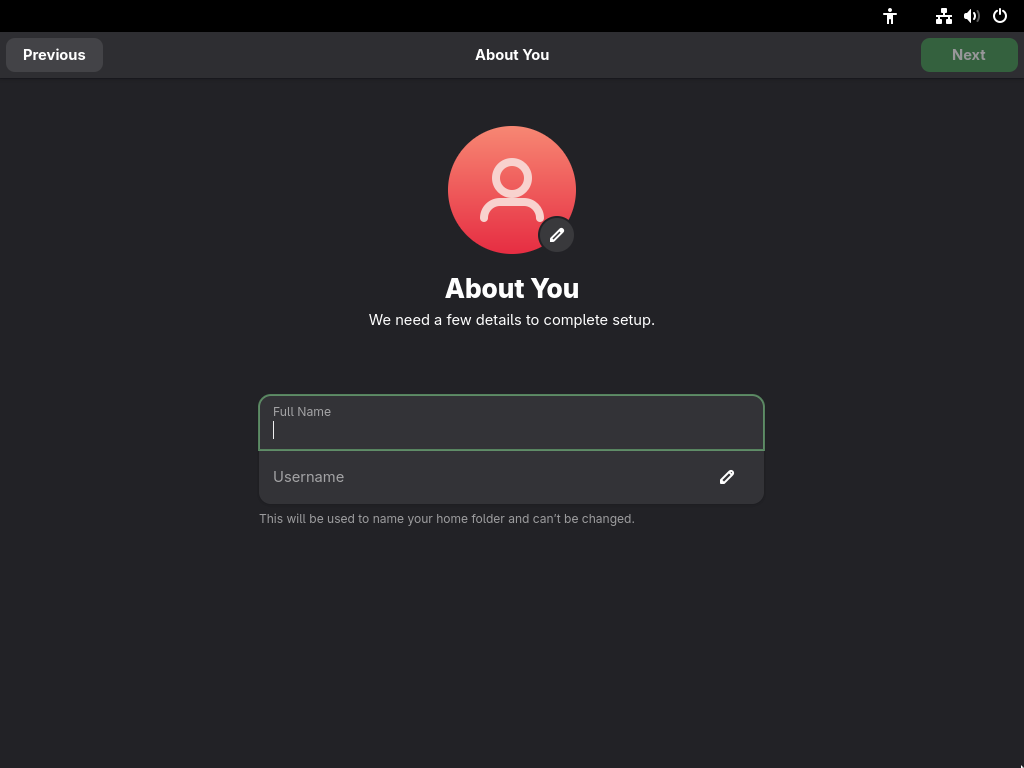 Previous
About You
Next
About You
We need a few details to complete setup.
Full Name
Username
This will be used to name your home folder and can’t be changed.